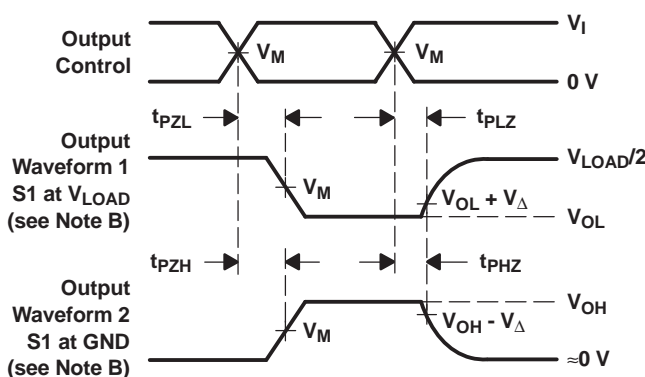 Output
Control
V_I
V_M
V_M
0 V
t_PZL
t_PLZ
Output
Waveform 1
S1 at V_LOAD
(see Note B)
V_LOAD/2
V_M
V_OL + V_Δ
V_OL
t_PZH
t_PHZ
Output
Waveform 2
S1 at GND
(see Note B)
V_OH
V_M
V_OH - V_Δ
≈0 V